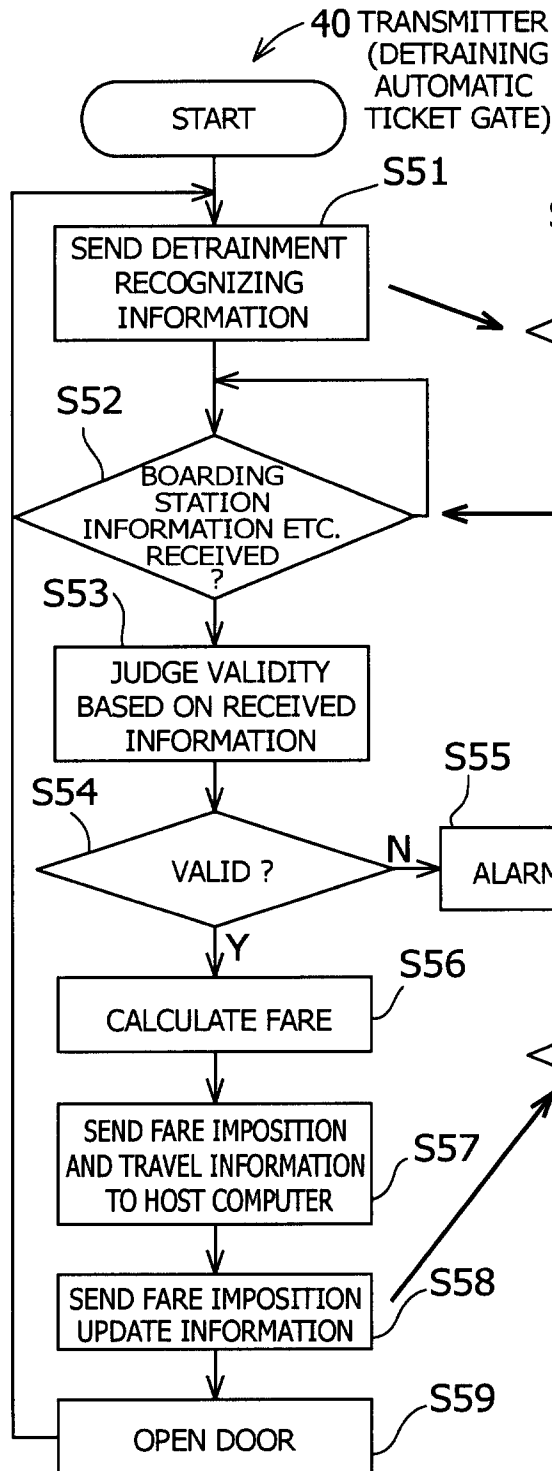 40 TRANSMITTER
(DETRAINING
AUTOMATIC
TICKET GATE)
START
S51
SEND DETRAINMENT
RECOGNIZING
INFORMATION
S52
BOARDING
STATION
INFORMATION ETC.
RECEIVED
?
S53
JUDGE VALIDITY
BASED ON RECEIVED
INFORMATION
S54
VALID ?
N
S55
ALARM
Y
S56
CALCULATE FARE
SEND FARE IMPOSITION
AND TRAVEL INFORMATION
TO HOST COMPUTER
S57
SEND FARE IMPOSITION
UPDATE INFORMATION
S58
OPEN DOOR
S59